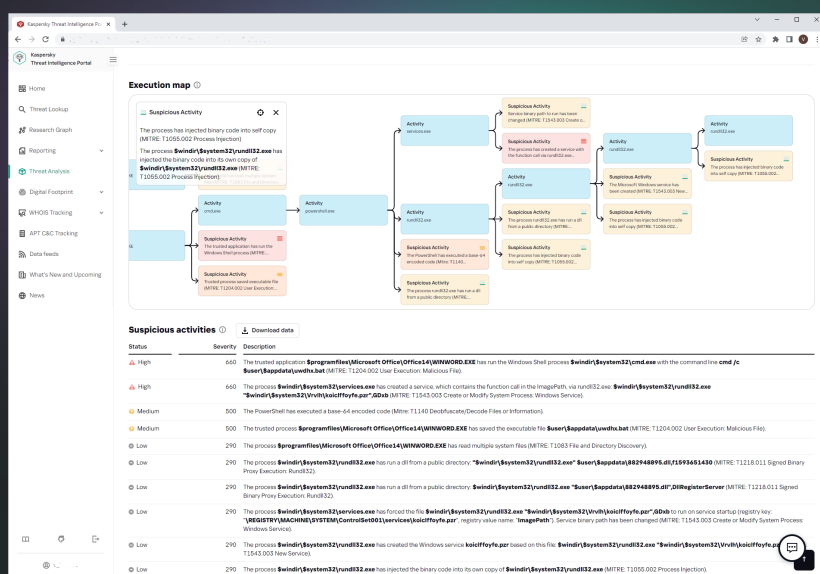 Kaspersky Threat Intelligence Por
Kaspersky
Threat Intelligence Portal
Home
Threat Lookup
Research Graph
Reporting
Threat Analysis
Digital Footprint
WHOIS Tracking
APT C&C Tracking
Data feeds
What's New and Upcoming
News
Execution map
Suspicious Activity
The process has injected binary code into self copy
(MITRE: T1055.002 Process Injection)
The process $windir\$system32\rundll32.exe has
injected the binary code into its own copy of
$windir\$system32\rundll32.exe (MITRE:
T1055.002 Process Injection).
Activity
cmd.exe
Suspicious Activity
The trusted application has run the
Windows Shell process (MITRE...
Suspicious Activity
Trusted process saved executable file
(MITRE: T1204.002 User Execution:...
Activity
powershell.exe
Activity
services.exe
Activity
rundll32.exe
Suspicious Activity
The PowerShell has executed a base-64
encoded code (Mitre: T1140...
Suspicious Activity
The process rundll32.exe has run a dll
from a public directory (MITRE...
Suspicious Activity
Service binary path to run has been
changed (MITRE: T1543.003 Create o...
Suspicious Activity
The process has created a service with
the function call via rundll32.exe...
Activity
rundll32.exe
Suspicious Activity
The process rundll32.exe has run a dll
from a public directory (MITRE...
Suspicious Activity
The process has injected binary code
into self copy (MITRE: T1055.002...
Activity
rundll32.exe
Suspicious Activity
The Microsoft Windows service has
been created (MITRE: T1543.003 New...
Suspicious Activity
The process has injected binary code
into self copy (MITRE: T1055.002...
Activity
rundll32.exe
Suspicious Activity
The process has injected binary code
into self copy (MITRE: T1055.002...
Suspicious activities
Download data
Status Severity Description
High 660 The trusted application $programfiles\Microsoft Office\Office14\WINWORD.EXE has run the Windows Shell process $windir\$system32\cmd.exe with the command line cmd /c
$user\$appdata\uwdhx.bat (MITRE: T1204.002 User Execution: Malicious File).
High 660 The process $windir\$system32\services.exe has created a service, which contains the function call in the ImagePath, via rundll32.exe: $windir\$system32\rundll32.exe
"$windir\$system32\Vrvlh\koiclfoyfe.pzr",GDxb (MITRE: T1543.003 Create or Modify System Process: Windows Service).
Medium 500 The PowerShell has executed a base-64 encoded code (Mitre: T1140 Deobfuscate/Decode Files or Information).
Medium 500 The trusted process $programfiles\Microsoft Office\Office14\WINWORD.EXE has saved the executable file $user\$appdata\uwdhx.bat (MITRE: T1204.002 User Execution: Malicious File).
Low 290 The process $programfiles\Microsoft Office\Office14\WINWORD.EXE has read multiple system files (MITRE: T1083 File and Directory Discovery).
Low 290 The process $windir\$system32\rundll32.exe has run a dll from a public directory: "$windir\$system32\rundll32.exe" $user\$appdata\882948895.dll,f1593651430 (MITRE: T1218.011 Signed Binary
Proxy Execution: Rundll32).
Low 290 The process $windir\$system32\rundll32.exe has run a dll from a public directory: $windir\$system32\rundll32.exe "$user\$appdata\882948895.dll",DllRegisterServer (MITRE: T1218.011 Signed
Binary Proxy Execution: Rundll32).
Low 290 The process $windir\$system32\rundll32.exe has forced the file $windir\$system32\rundll32.exe "$windir\$system32\Vrvlh\koiclfoyfe.pzr",GDxb to run on service startup (registry key:
"\REGISTRY\MACHINE\SYSTEM\ControlSet001\services\koiclfoyfe.pzr", registry value name: "ImagePath"). Service binary path has been changed (MITRE: T1543.003 Create or Modify System Process:
Windows Service).
Low 290 The process $windir\$system32\rundll32.exe has created the Windows service koiclfoyfe.pzr based on this file: $windir\$system32\rundll32.exe "$windir\$system32\Vrvlh\koiclfoyfe.pz
T1543.003 New Service).
Low 290 The process $windir\$system32\rundll32.exe has injected the binary code into its own copy of $windir\$system32\rundll32.exe (MITRE: T1055.002 Process Injection).